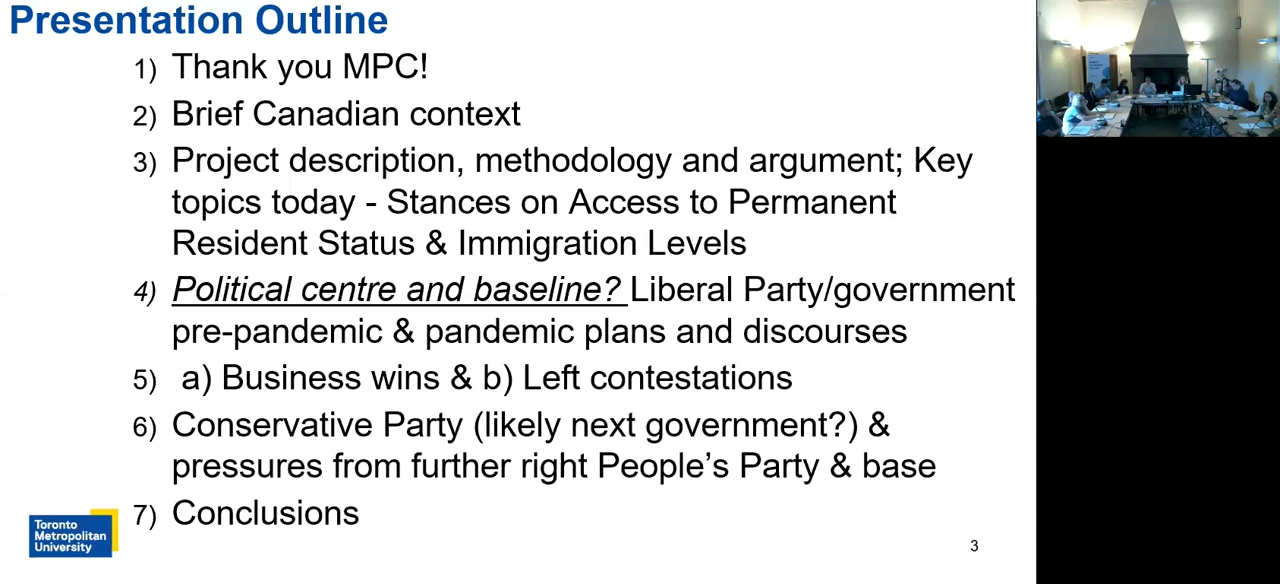 Presentation Outline
1) Thank you MPC!
2) Brief Canadian context
3) Project description, methodology and argument; Key
topics today - Stances on Access to Permanent
Resident Status & Immigration Levels
4) Political centre and baseline? Liberal Party/government
pre-pandemic & pandemic plans and discourses
5) a) Business wins & b) Left contestations
6) Conservative Party (likely next government?) &
pressures from further right People’s Party & base
7) Conclusions
Toronto
Metropolitan
University
3